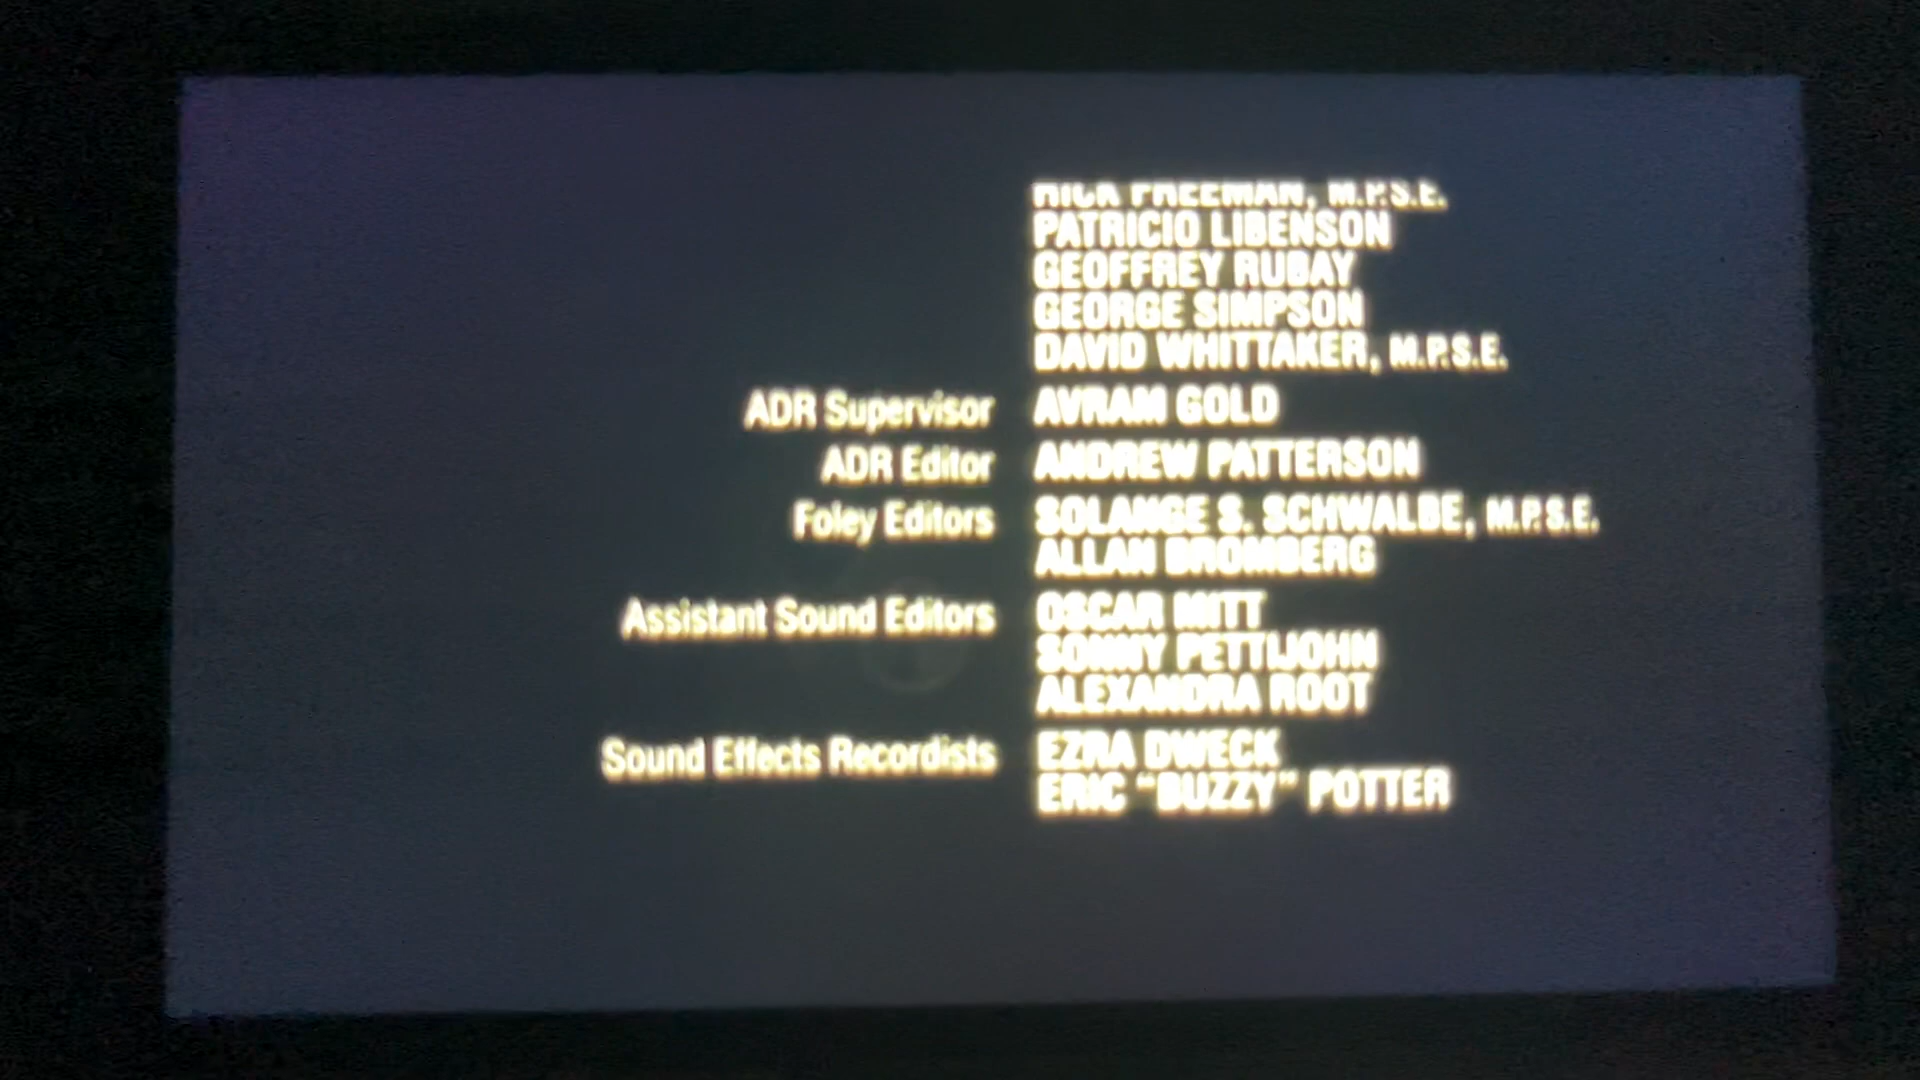 RICK FREEMAN, M.P.S.E.
PATRICIO LIBENSON
GEOFFREY RUBAY
GEORGE SIMPSON
DAVID WHITTAKER, M.P.S.E.
ADR Supervisor AVRAM GOLD
ADR Editor ANDREW PATTERSON
Foley Editors SOLANGE S. SCHWALBE, M.P.S.E.
ALLAN BROMBERG
Assistant Sound Editors OSCAR MITT
SONNY PETTIJOHN
ALEXANDRA ROOT
Sound Effects Recordists EZRA DWECK
ERIC "BUZZY" POTTER